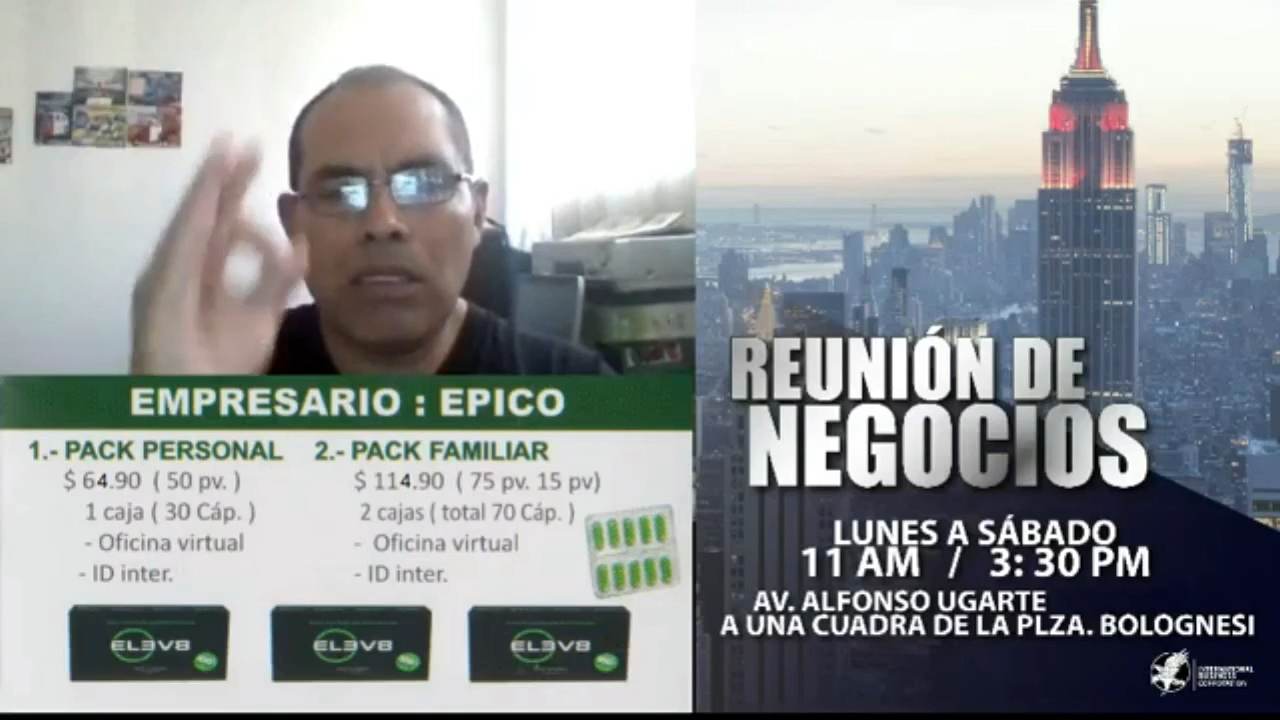 EMPRESARIO : EPICO
1.- PACK PERSONAL
$ 64.90 ( 50 pv. )
1 caja ( 30 Cáp. )
- Oficina virtual
- ID inter.
2.- PACK FAMILIAR
$ 114.90 ( 75 pv. 15 pv)
2 cajas ( total 70 Cáp. )
- Oficina virtual
- ID inter.
EL3V8
EL3V8
EL3V8
REUNIÓN DE
NEGOCIOS
LUNES A SÁBADO
11 AM / 3: 30 PM
AV. ALFONSO UGARTE
A UNA CUADRA DE LA PLZA. BOLOGNESI
INTERNATIONAL
BUSINESS
CORPORATION